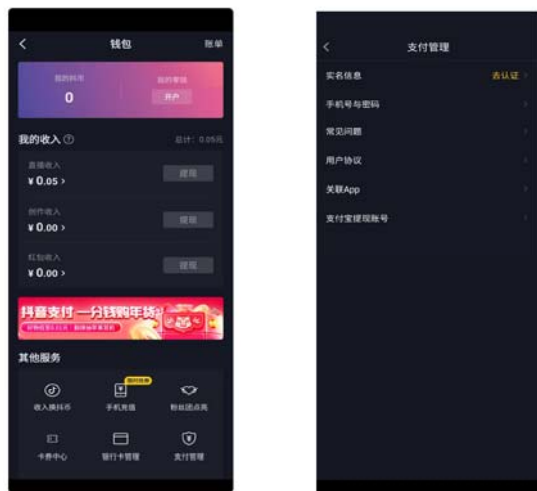 钱包
账单
我的抖币
我的零钱
0
开户
我的收入
总计: 0.05元
直播收入
¥ 0.05 >
提现
创作收入
¥ 0.00 >
提现
红包收入
¥ 0.00 >
提现
抖音支付 一分钱购年货
其他服务
收入换抖币
手机充值
粉丝团点亮
卡券中心
银行卡管理
支付管理
支付管理
实名信息
去认证
手机号与密码
常见问题
用户协议
关联App
支付宝提现账号